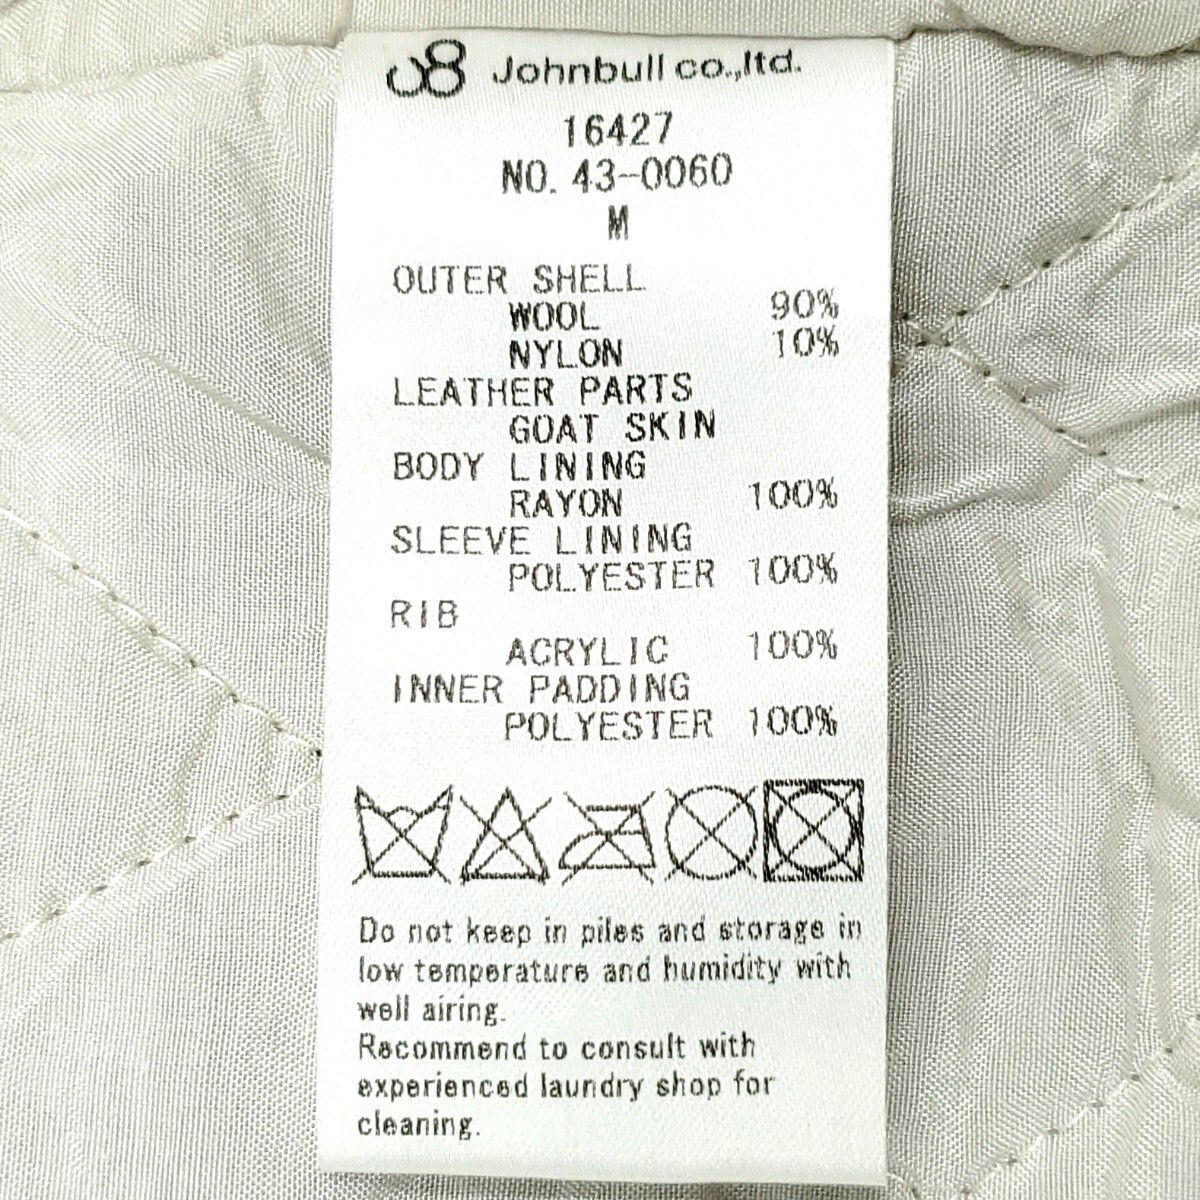 Johnbull co.,ltd.
16427
NO. 43-0060
M
OUTER SHELL
WOOL 90%
NYLON 10%
LEATHER PARTS
GOAT SKIN
BODY LINING
RAYON 100%
SLEEVE LINING
POLYESTER 100%
RIB
ACRYLIC 100%
INNER PADDING
POLYESTER 100%
Do not keep in piles and storage in
low temperature and humidity with
well airing.
Recommend to consult with
experienced laundry shop for
cleaning.